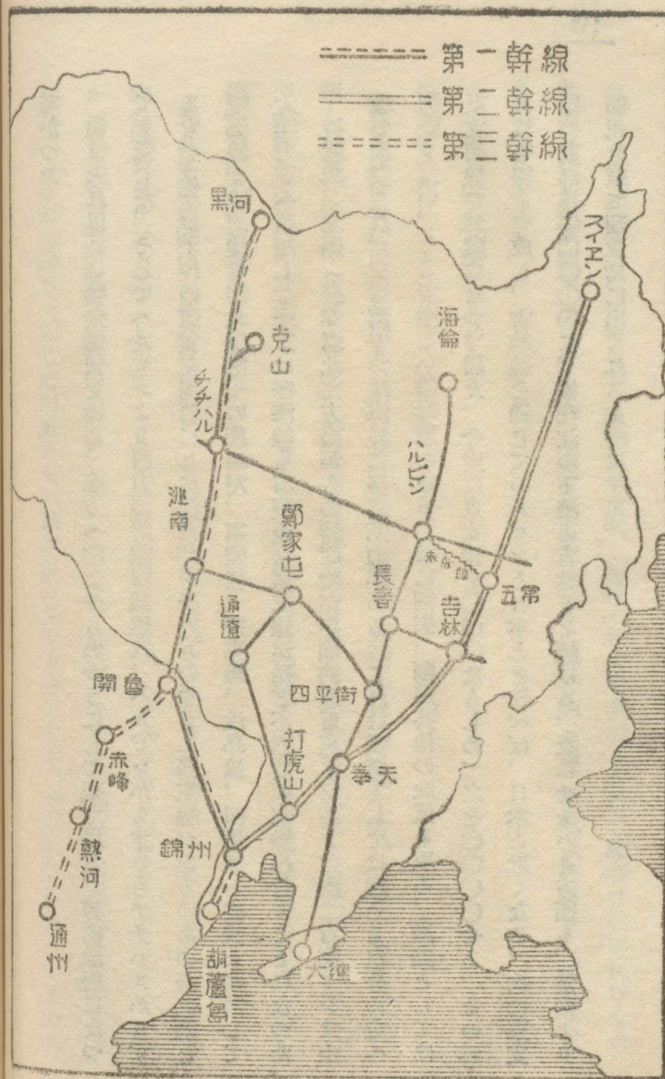 第一幹線
第二幹線
第三幹線
黒河
スイエン
克山
海倫
チチハル
ハルビン
洮南
鄭家屯
未敷設
五常
長春
吉林
通遼
開魯
四平街
打虎山
奉天
赤峰
錦州
熱河
通州
葫蘆島
大連